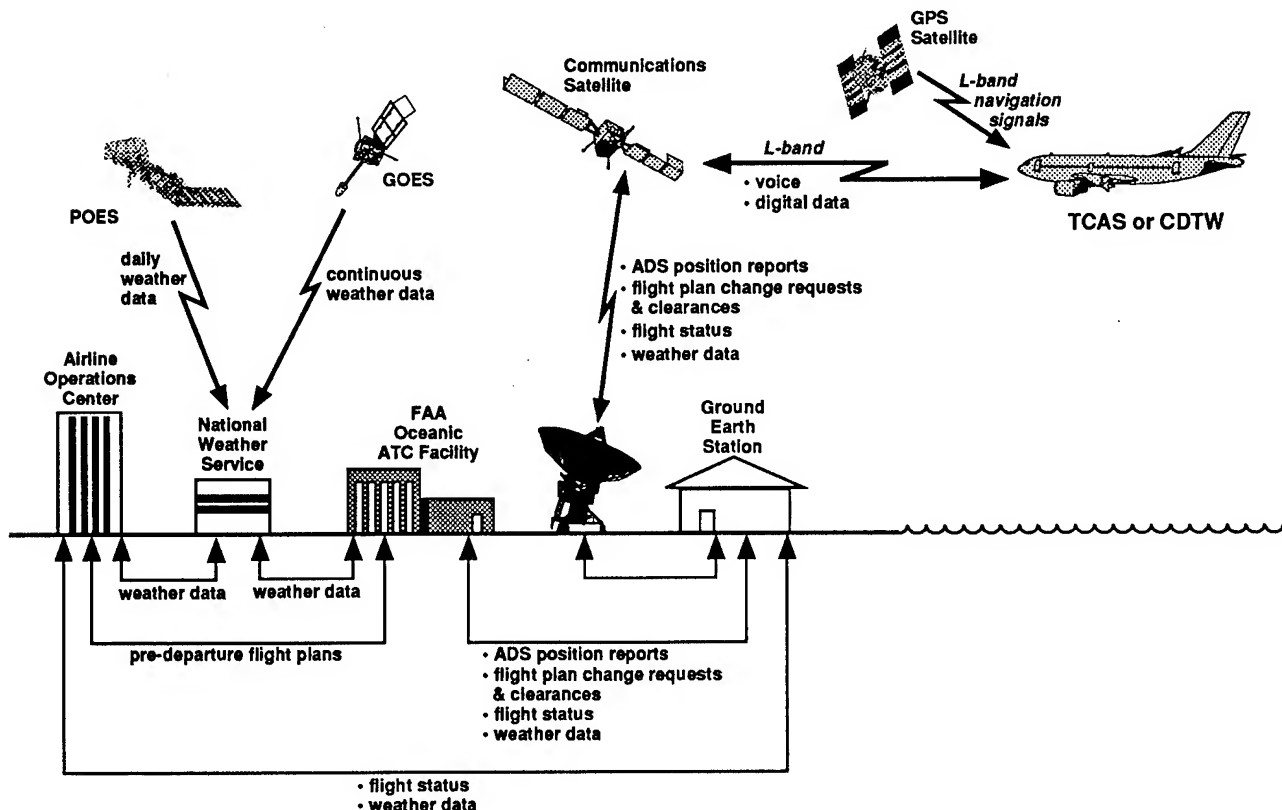 GPS
Satellite
Communications
Satellite
L-band
navigation
signals
L-band
• voice
• digital data
TCAS or CDTW
GOES
POES
daily
weather
data
continuous
weather data
• ADS position reports
• flight plan change requests
& clearances
• flight status
• weather data
Airline
Operations
Center
National
Weather
Service
FAA
Oceanic
ATC Facility
Ground
Earth
Station
weather data
weather data
pre-departure flight plans
• ADS position reports
• flight plan change requests
& clearances
• flight status
• weather data
• flight status
• weather data